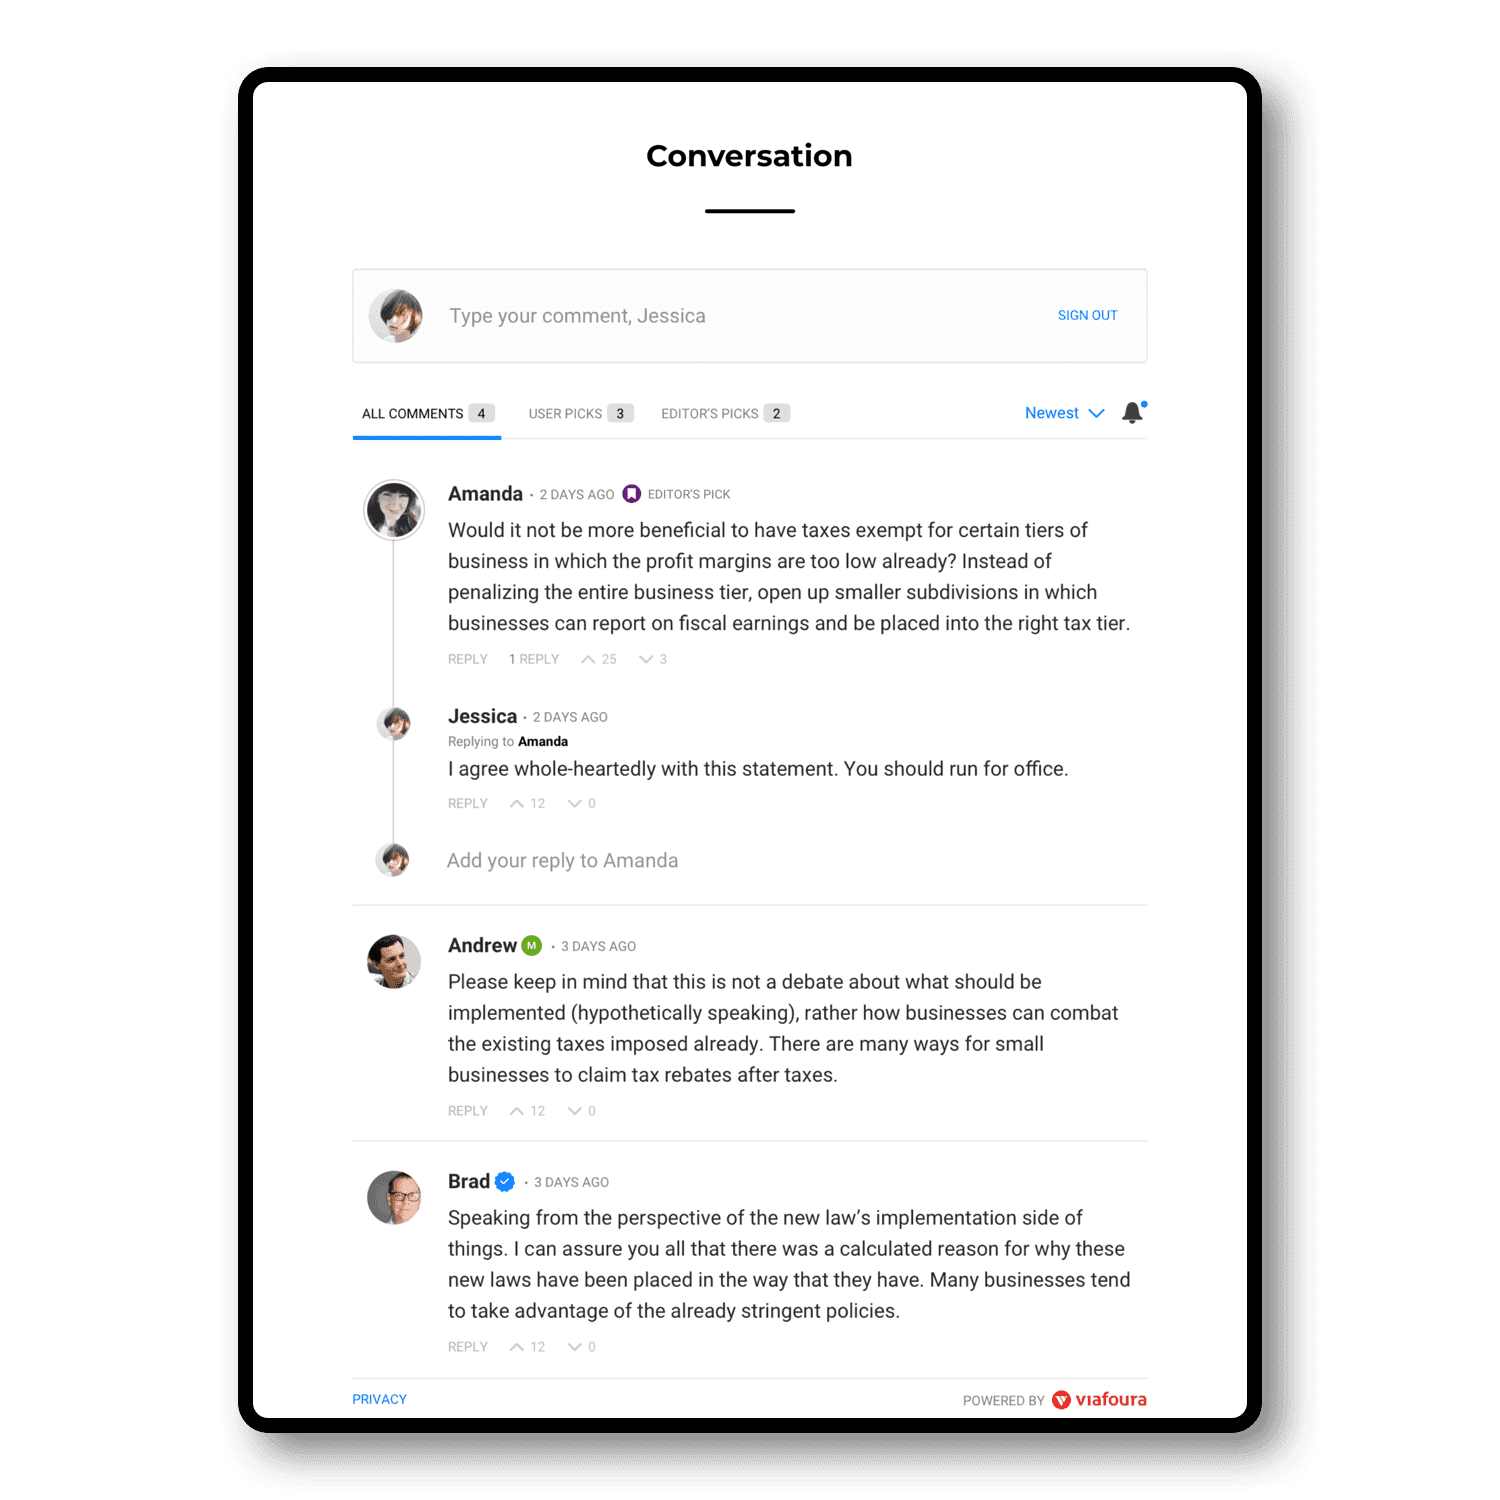 Conversation
Type your comment, Jessica
SIGN OUT
ALL COMMENTS 4 USER PICKS 3 EDITOR'S PICKS 2 Newest
Amanda · 2 DAYS AGO EDITOR'S PICK
Would it not be more beneficial to have taxes exempt for certain tiers of
business in which the profit margins are too low already? Instead of
penalizing the entire business tier, open up smaller subdivisions in which
businesses can report on fiscal earnings and be placed into the right tax tier.
REPLY 1 REPLY 25 3
Jessica · 2 DAYS AGO
Replying to Amanda
I agree whole-heartedly with this statement. You should run for office.
REPLY 12 0
Add your reply to Amanda
Andrew M · 3 DAYS AGO
Please keep in mind that this is not a debate about what should be
implemented (hypothetically speaking), rather how businesses can combat
the existing taxes imposed already. There are many ways for small
businesses to claim tax rebates after taxes.
REPLY 12 0
Brad · 3 DAYS AGO
Speaking from the perspective of the new law’s implementation side of
things. I can assure you all that there was a calculated reason for why these
new laws have been placed in the way that they have. Many businesses tend
to take advantage of the already stringent policies.
REPLY 12 0
PRIVACY
POWERED BY viafoura